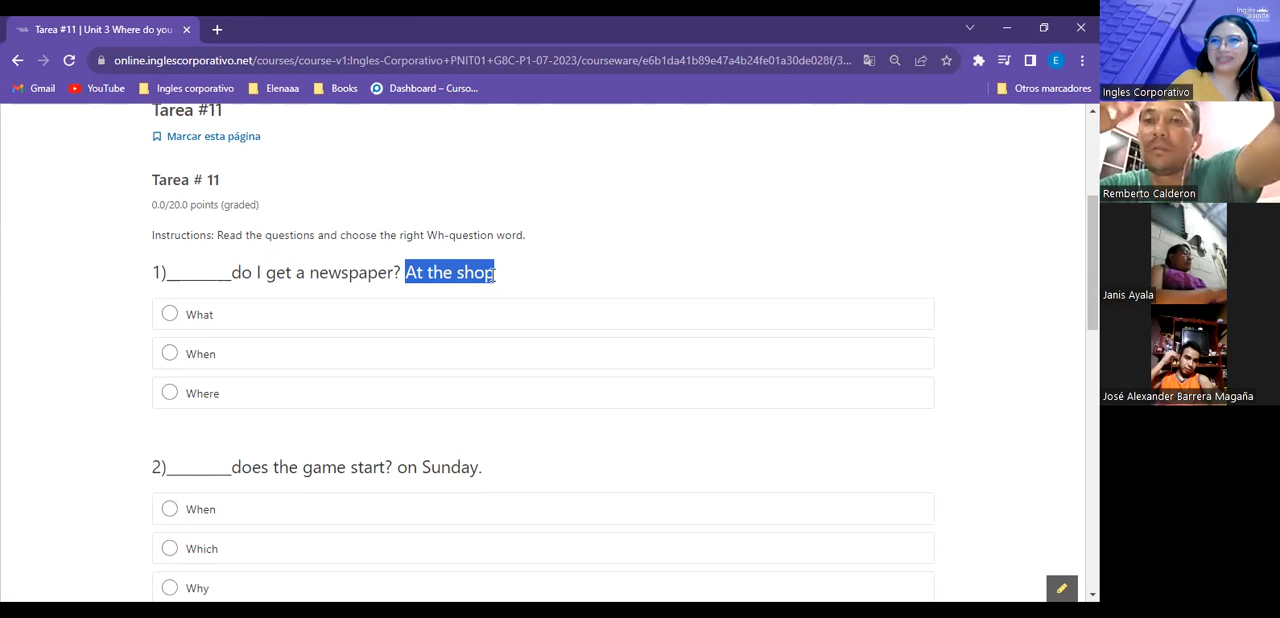 Tarea #11 | Unit 3 Where do you
online.inglescorporativo.net/courses/course-v1:Ingles-Corporativo+PNIT01+G8C-P1-07-2023/courseware/e6b1da41b89e47a4b24fe01a30de028f/3...
Gmail
YouTube
Ingles corporativo
Elenaaa
Books
Dashboard – Curso...
Otros marcadores
Tarea #11
Marcar esta página
Tarea # 11
0.0/20.0 points (graded)
Instructions: Read the questions and choose the right Wh-question word.
1)________do I get a newspaper? At the shop
What
When
Where
2)________does the game start? on Sunday.
When
Which
Why
Ingles Corporativo
Remberto Calderon
Janis Ayala
José Alexander Barrera Magaña